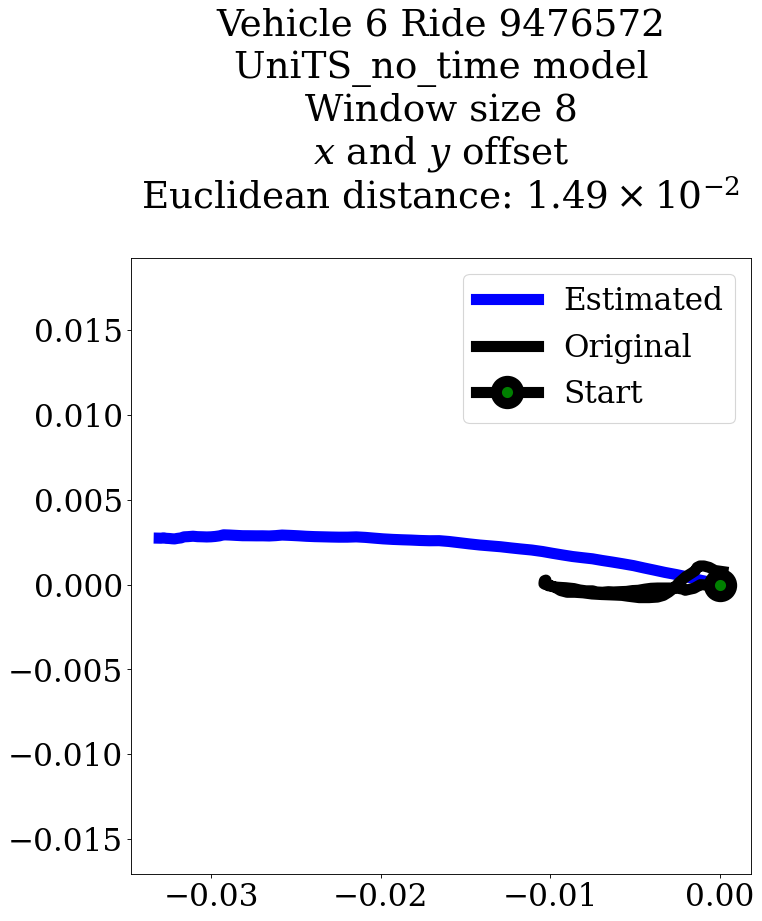 Vehicle 6 Ride 9476572
UniTS_no_time model
Window size 8
x and y offset
Euclidean distance: 1.49 × 10⁻²
Estimated
Original
Start
0.015
0.010
0.005
0.000
−0.005
−0.010
−0.015
−0.03
−0.02
−0.01
0.00